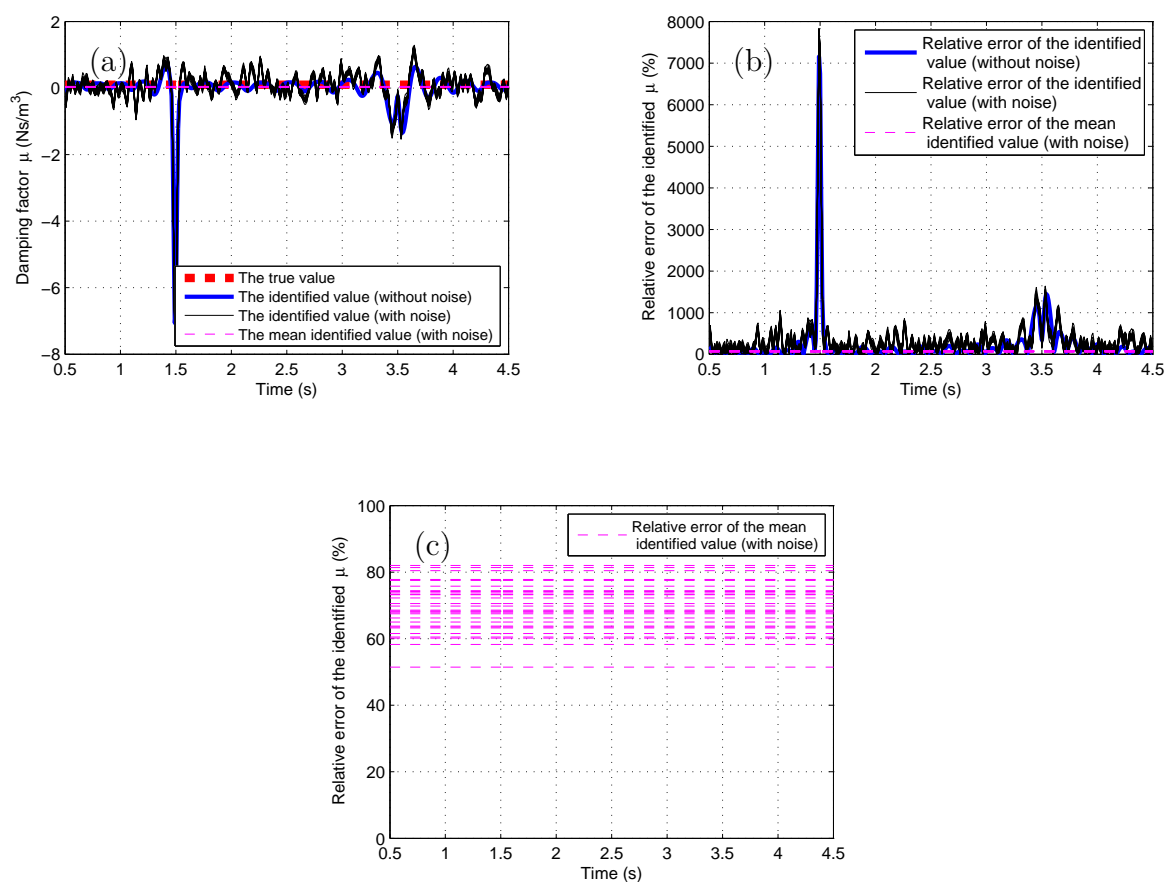 (a)
Damping factor μ (Ns/m³)
2
0
−2
−4
−6
−8
0.5 1 1.5 2 2.5 3 3.5 4 4.5
Time (s)
The true value
The identified value (without noise)
The identified value (with noise)
The mean identified value (with noise)
(b)
Relative error of the identified μ (%)
8000
7000
6000
5000
4000
3000
2000
1000
0
0.5 1 1.5 2 2.5 3 3.5 4 4.5
Time (s)
Relative error of the identified
value (without noise)
Relative error of the identified
value (with noise)
Relative error of the mean
identified value (with noise)
(c)
Relative error of the identified μ (%)
100
80
60
40
20
0
0.5 1 1.5 2 2.5 3 3.5 4 4.5
Time (s)
Relative error of the mean
identified value (with noise)